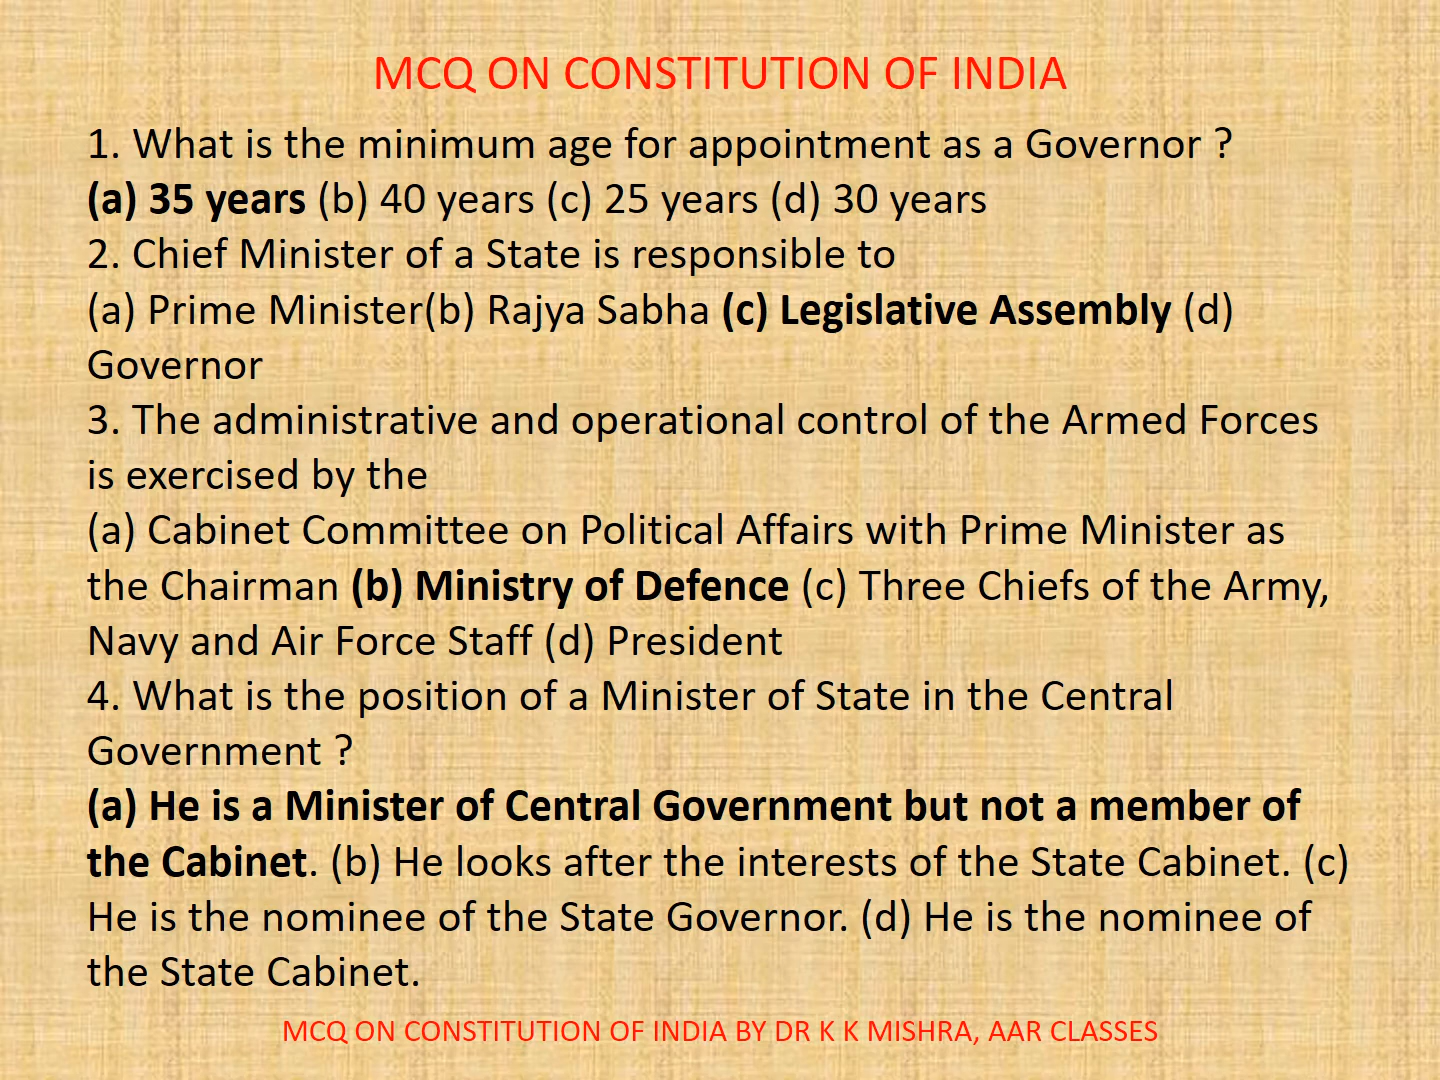 MCQ ON CONSTITUTION OF INDIA
1. What is the minimum age for appointment as a Governor ?
(a) 35 years (b) 40 years (c) 25 years (d) 30 years
2. Chief Minister of a State is responsible to
(a) Prime Minister(b) Rajya Sabha (c) Legislative Assembly (d)
Governor
3. The administrative and operational control of the Armed Forces
is exercised by the
(a) Cabinet Committee on Political Affairs with Prime Minister as
the Chairman (b) Ministry of Defence (c) Three Chiefs of the Army,
Navy and Air Force Staff (d) President
4. What is the position of a Minister of State in the Central
Government ?
(a) He is a Minister of Central Government but not a member of
the Cabinet. (b) He looks after the interests of the State Cabinet. (c)
He is the nominee of the State Governor. (d) He is the nominee of
the State Cabinet.
MCQ ON CONSTITUTION OF INDIA BY DR K K MISHRA, AAR CLASSES